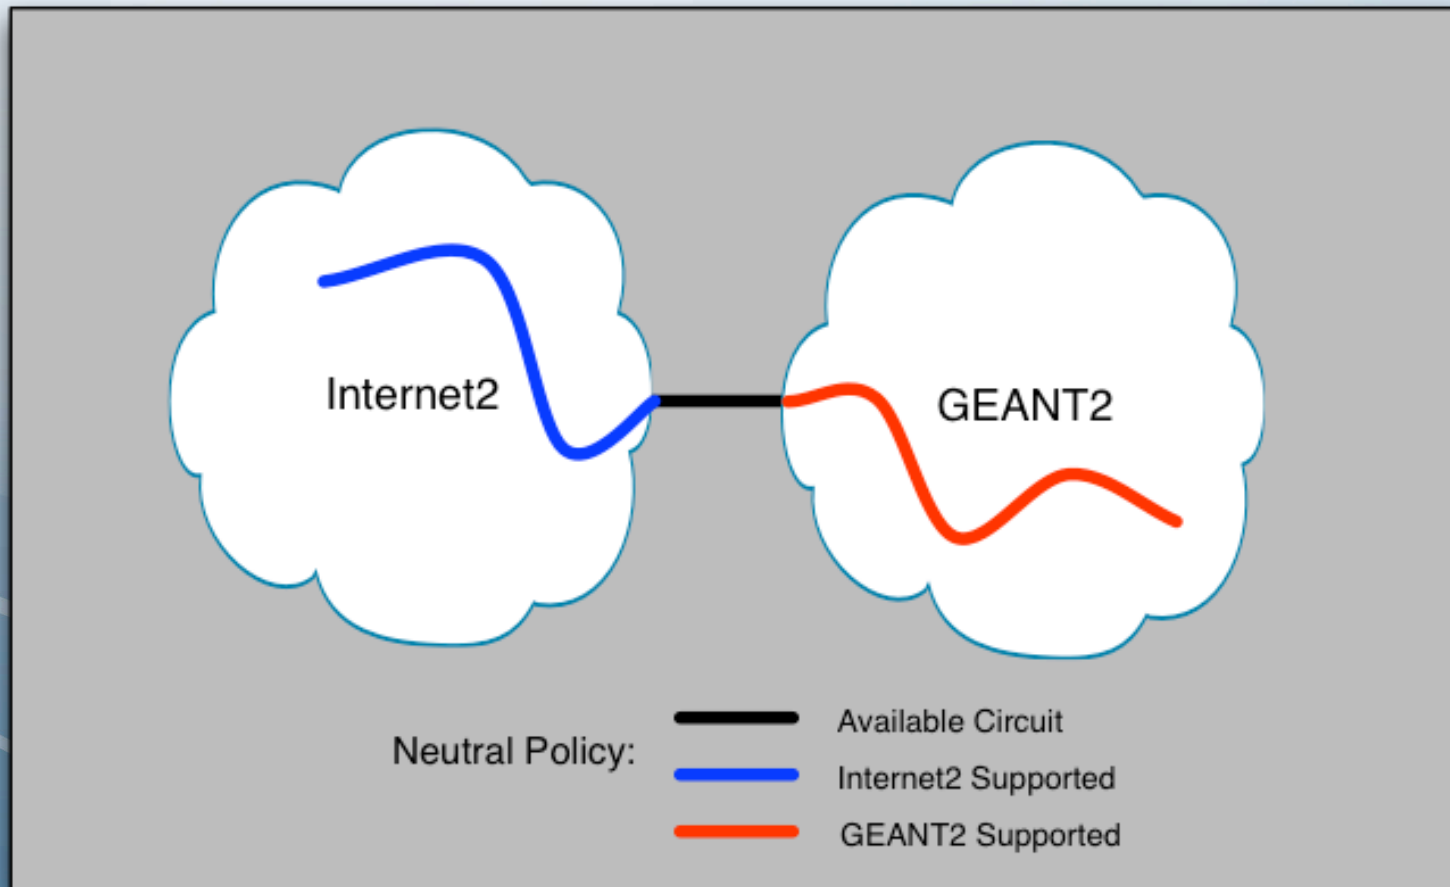 Internet2
GEANT2
Neutral Policy:
Available Circuit
Internet2 Supported
GEANT2 Supported